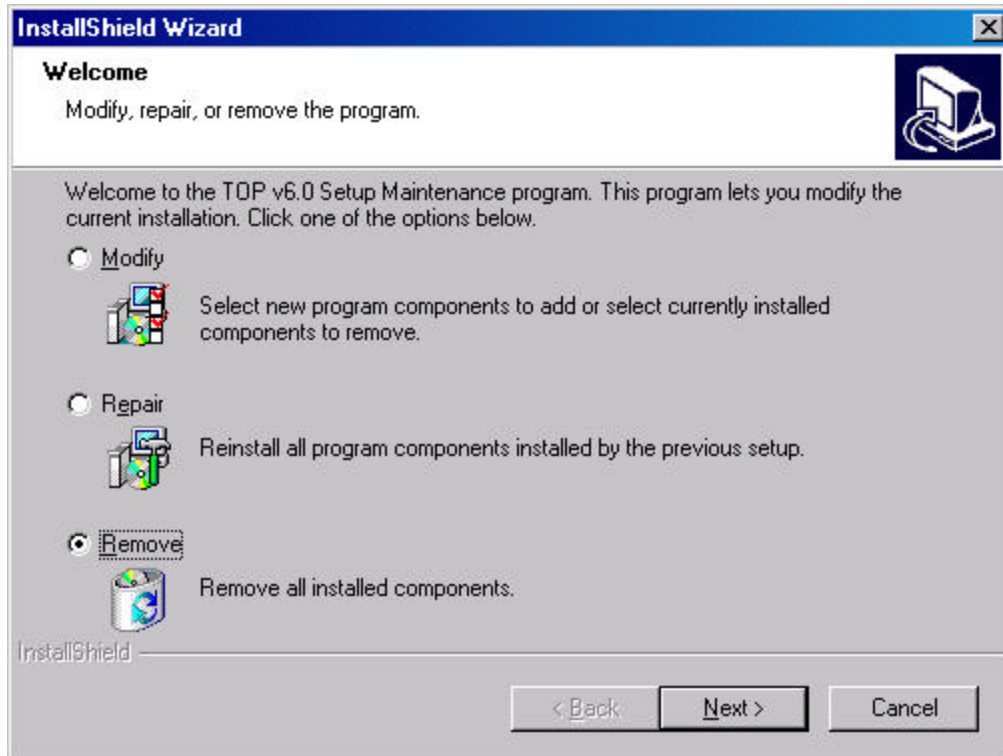 InstallShield Wizard
Welcome
Modify, repair, or remove the program.
Welcome to the TOP v6.0 Setup Maintenance program. This program lets you modify the
current installation. Click one of the options below.
Modify
Select new program components to add or select currently installed
components to remove.
Repair
Reinstall all program components installed by the previous setup.
Remove
Remove all installed components.
InstallShield
< Back
Next >
Cancel